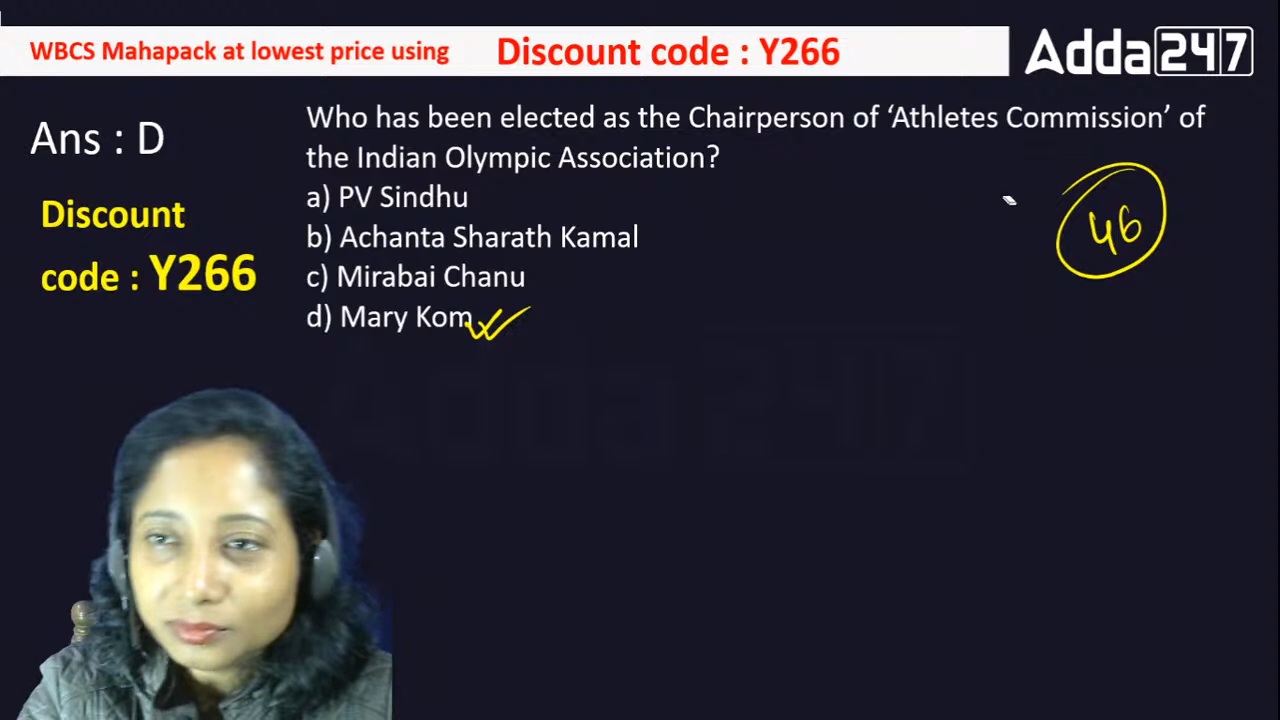 WBCS Mahapack at lowest price using Discount code : Y266
Adda247
Ans : D
Discount
code : Y266
Who has been elected as the Chairperson of ‘Athletes Commission’ of
the Indian Olympic Association?
a) PV Sindhu
b) Achanta Sharath Kamal
c) Mirabai Chanu
d) Mary Kom
46
Adda247